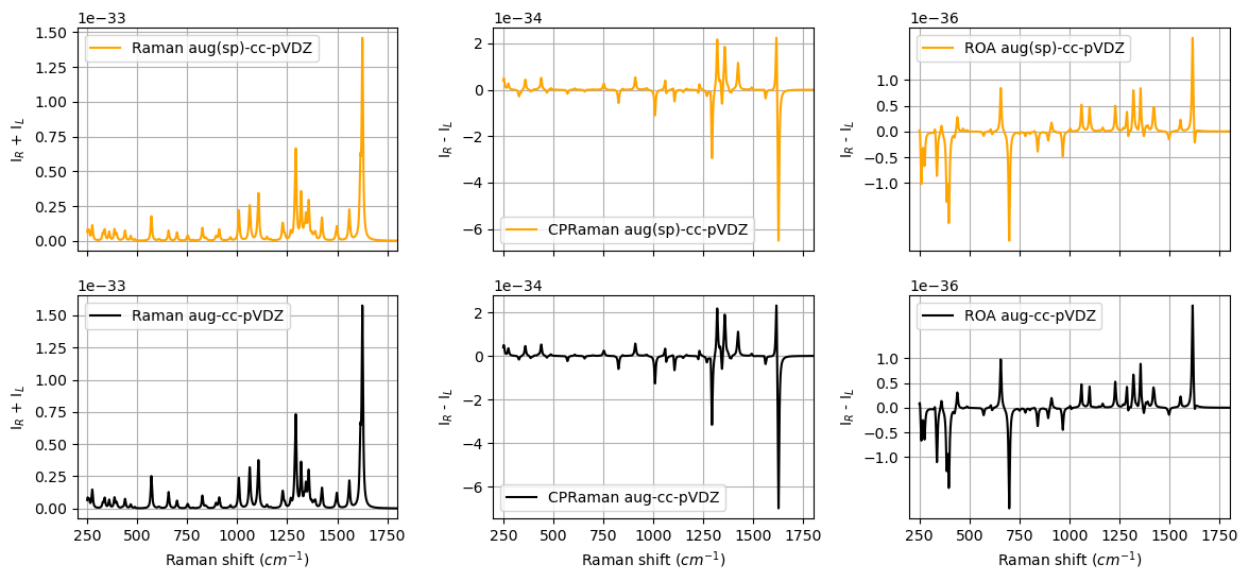 1e−33
1.50
1.25
1.00
0.75
0.50
0.25
0.00
I_R + I_L
Raman aug(sp)-cc-pVDZ
1e−34
2
0
−2
−4
−6
I_R - I_L
CPRaman aug(sp)-cc-pVDZ
1e−36
1.0
0.5
0.0
−0.5
−1.0
I_R - I_L
ROA aug(sp)-cc-pVDZ
1e−33
1.50
1.25
1.00
0.75
0.50
0.25
0.00
I_R + I_L
Raman aug-cc-pVDZ
250 500 750 1000 1250 1500 1750
Raman shift (cm⁻¹)
1e−34
2
0
−2
−4
−6
I_R - I_L
CPRaman aug-cc-pVDZ
250 500 750 1000 1250 1500 1750
Raman shift (cm⁻¹)
1e−36
1.0
0.5
0.0
−0.5
−1.0
I_R - I_L
ROA aug-cc-pVDZ
250 500 750 1000 1250 1500 1750
Raman shift (cm⁻¹)